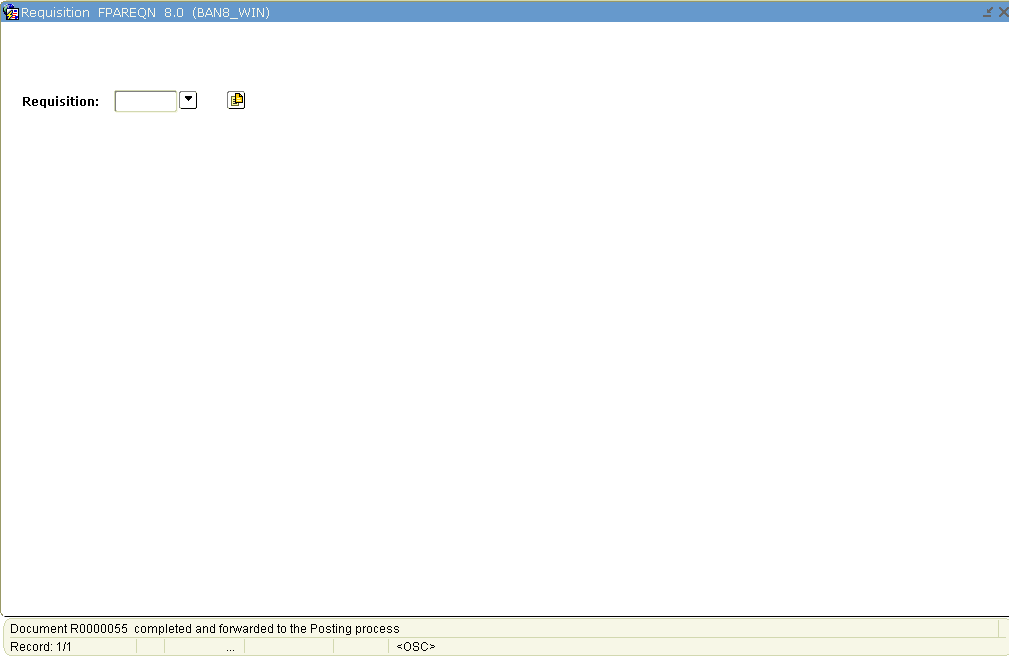 Requisition FPAREQN 8.0 (BAN8_WIN)
Requisition:
Document R0000055 completed and forwarded to the Posting process
Record: 1/1 ... <OSC>